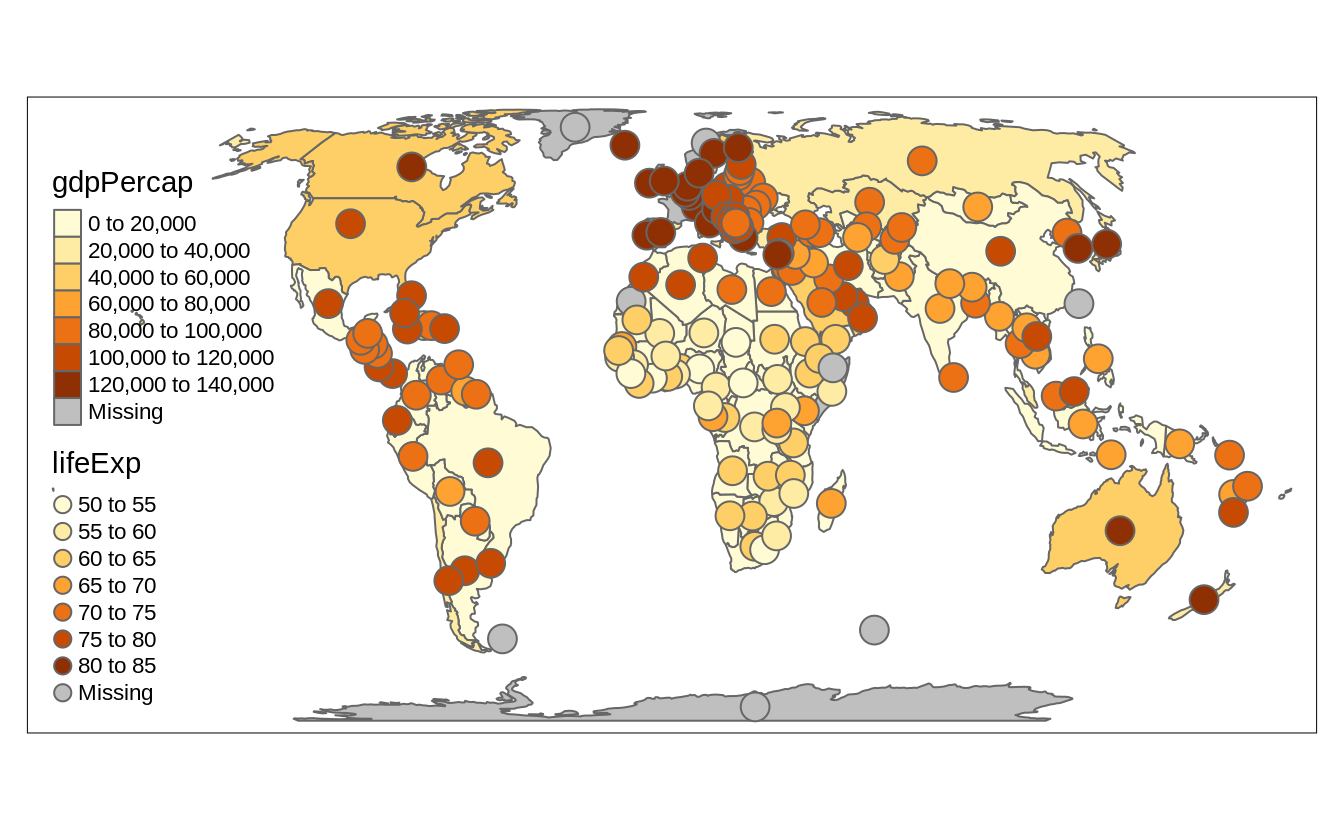 gdpPercap
0 to 20,000
20,000 to 40,000
40,000 to 60,000
60,000 to 80,000
80,000 to 100,000
100,000 to 120,000
120,000 to 140,000
Missing
lifeExp
50 to 55
55 to 60
60 to 65
65 to 70
70 to 75
75 to 80
80 to 85
Missing